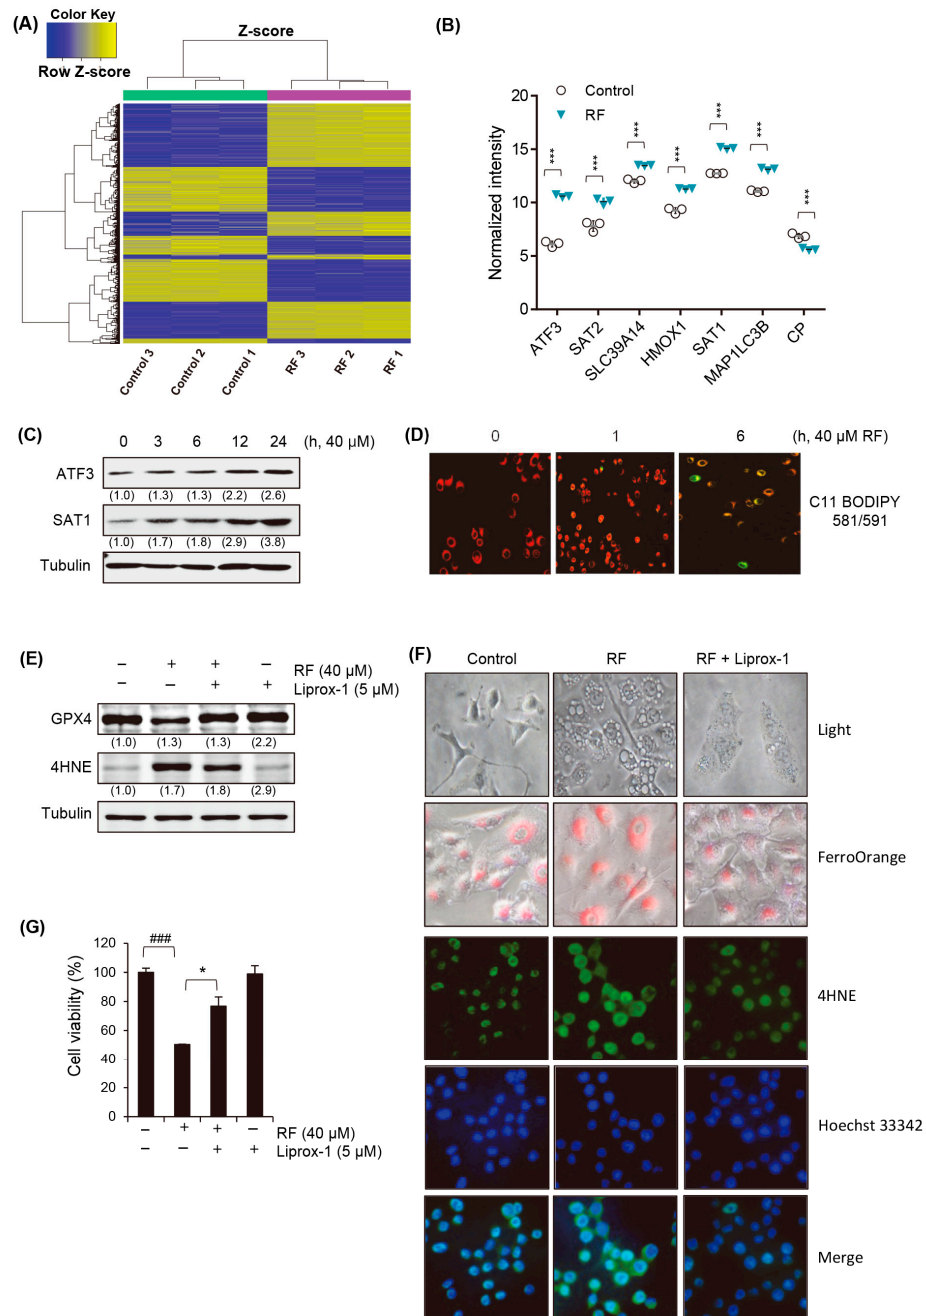 (A)
Color Key
Row Z-score
Z-score
Control 3
Control 2
Control 1
RF 3
RF 2
RF 1
(B)
Control
RF
Normalized intensity
20
15
10
5
0
***
***
***
***
***
***
***
ATF3
SAT2
SLC39A14
HMOX1
SAT1
MAP1LC3B
CP
(C)
0 3 6 12 24 (h, 40 µM)
ATF3
(1.0) (1.3) (1.3) (2.2) (2.6)
SAT1
(1.0) (1.7) (1.8) (2.9) (3.8)
Tubulin
(D)
0 1 6 (h, 40 µM RF)
C11 BODIPY
581/591
(E)
– + + – RF (40 µM)
– – + + Liprox-1 (5 µM)
GPX4
(1.0) (1.3) (1.3) (2.2)
4HNE
(1.0) (1.7) (1.8) (2.9)
Tubulin
(F)
Control RF RF + Liprox-1
Light
FerroOrange
4HNE
Hoechst 33342
Merge
(G)
Cell viability (%)
120
100
80
60
40
20
0
###
*
– + + – RF (40 µM)
– – + + Liprox-1 (5 µM)